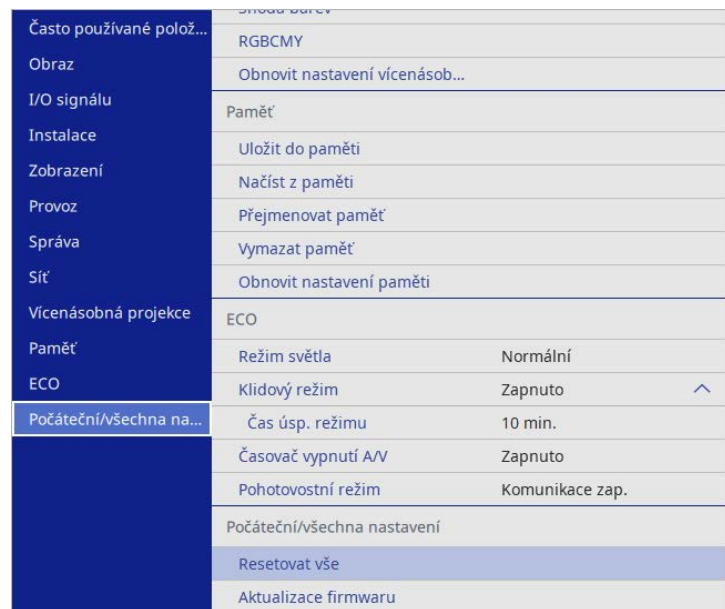 Často používané polož...
Obraz
I/O signálu
Instalace
Zobrazení
Provoz
Správa
Síť
Vícenásobná projekce
Paměť
ECO
Počáteční/všechna na...
Shoda barev
RGBCMY
Obnovit nastavení vícenásob...
Paměť
Uložit do paměti
Načíst z paměti
Přejmenovat paměť
Vymazat paměť
Obnovit nastavení paměti
ECO
Režim světla Normální
Klidový režim Zapnuto
Čas úsp. režimu 10 min.
Časovač vypnutí A/V Zapnuto
Pohotovostní režim Komunikace zap.
Počáteční/všechna nastavení
Resetovat vše
Aktualizace firmwaru